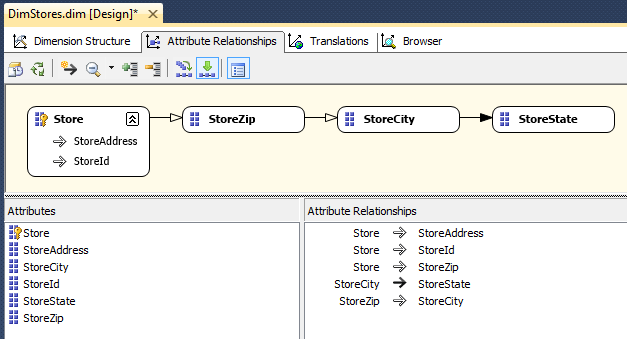 DimStores.dim [Design]*
Dimension Structure Attribute Relationships Translations Browser
Store StoreZip StoreCity StoreState
StoreAddress
StoreId
Attributes
Store
StoreAddress
StoreCity
StoreId
StoreState
StoreZip
Attribute Relationships
Store StoreAddress
Store StoreId
Store StoreZip
StoreCity StoreState
StoreZip StoreCity